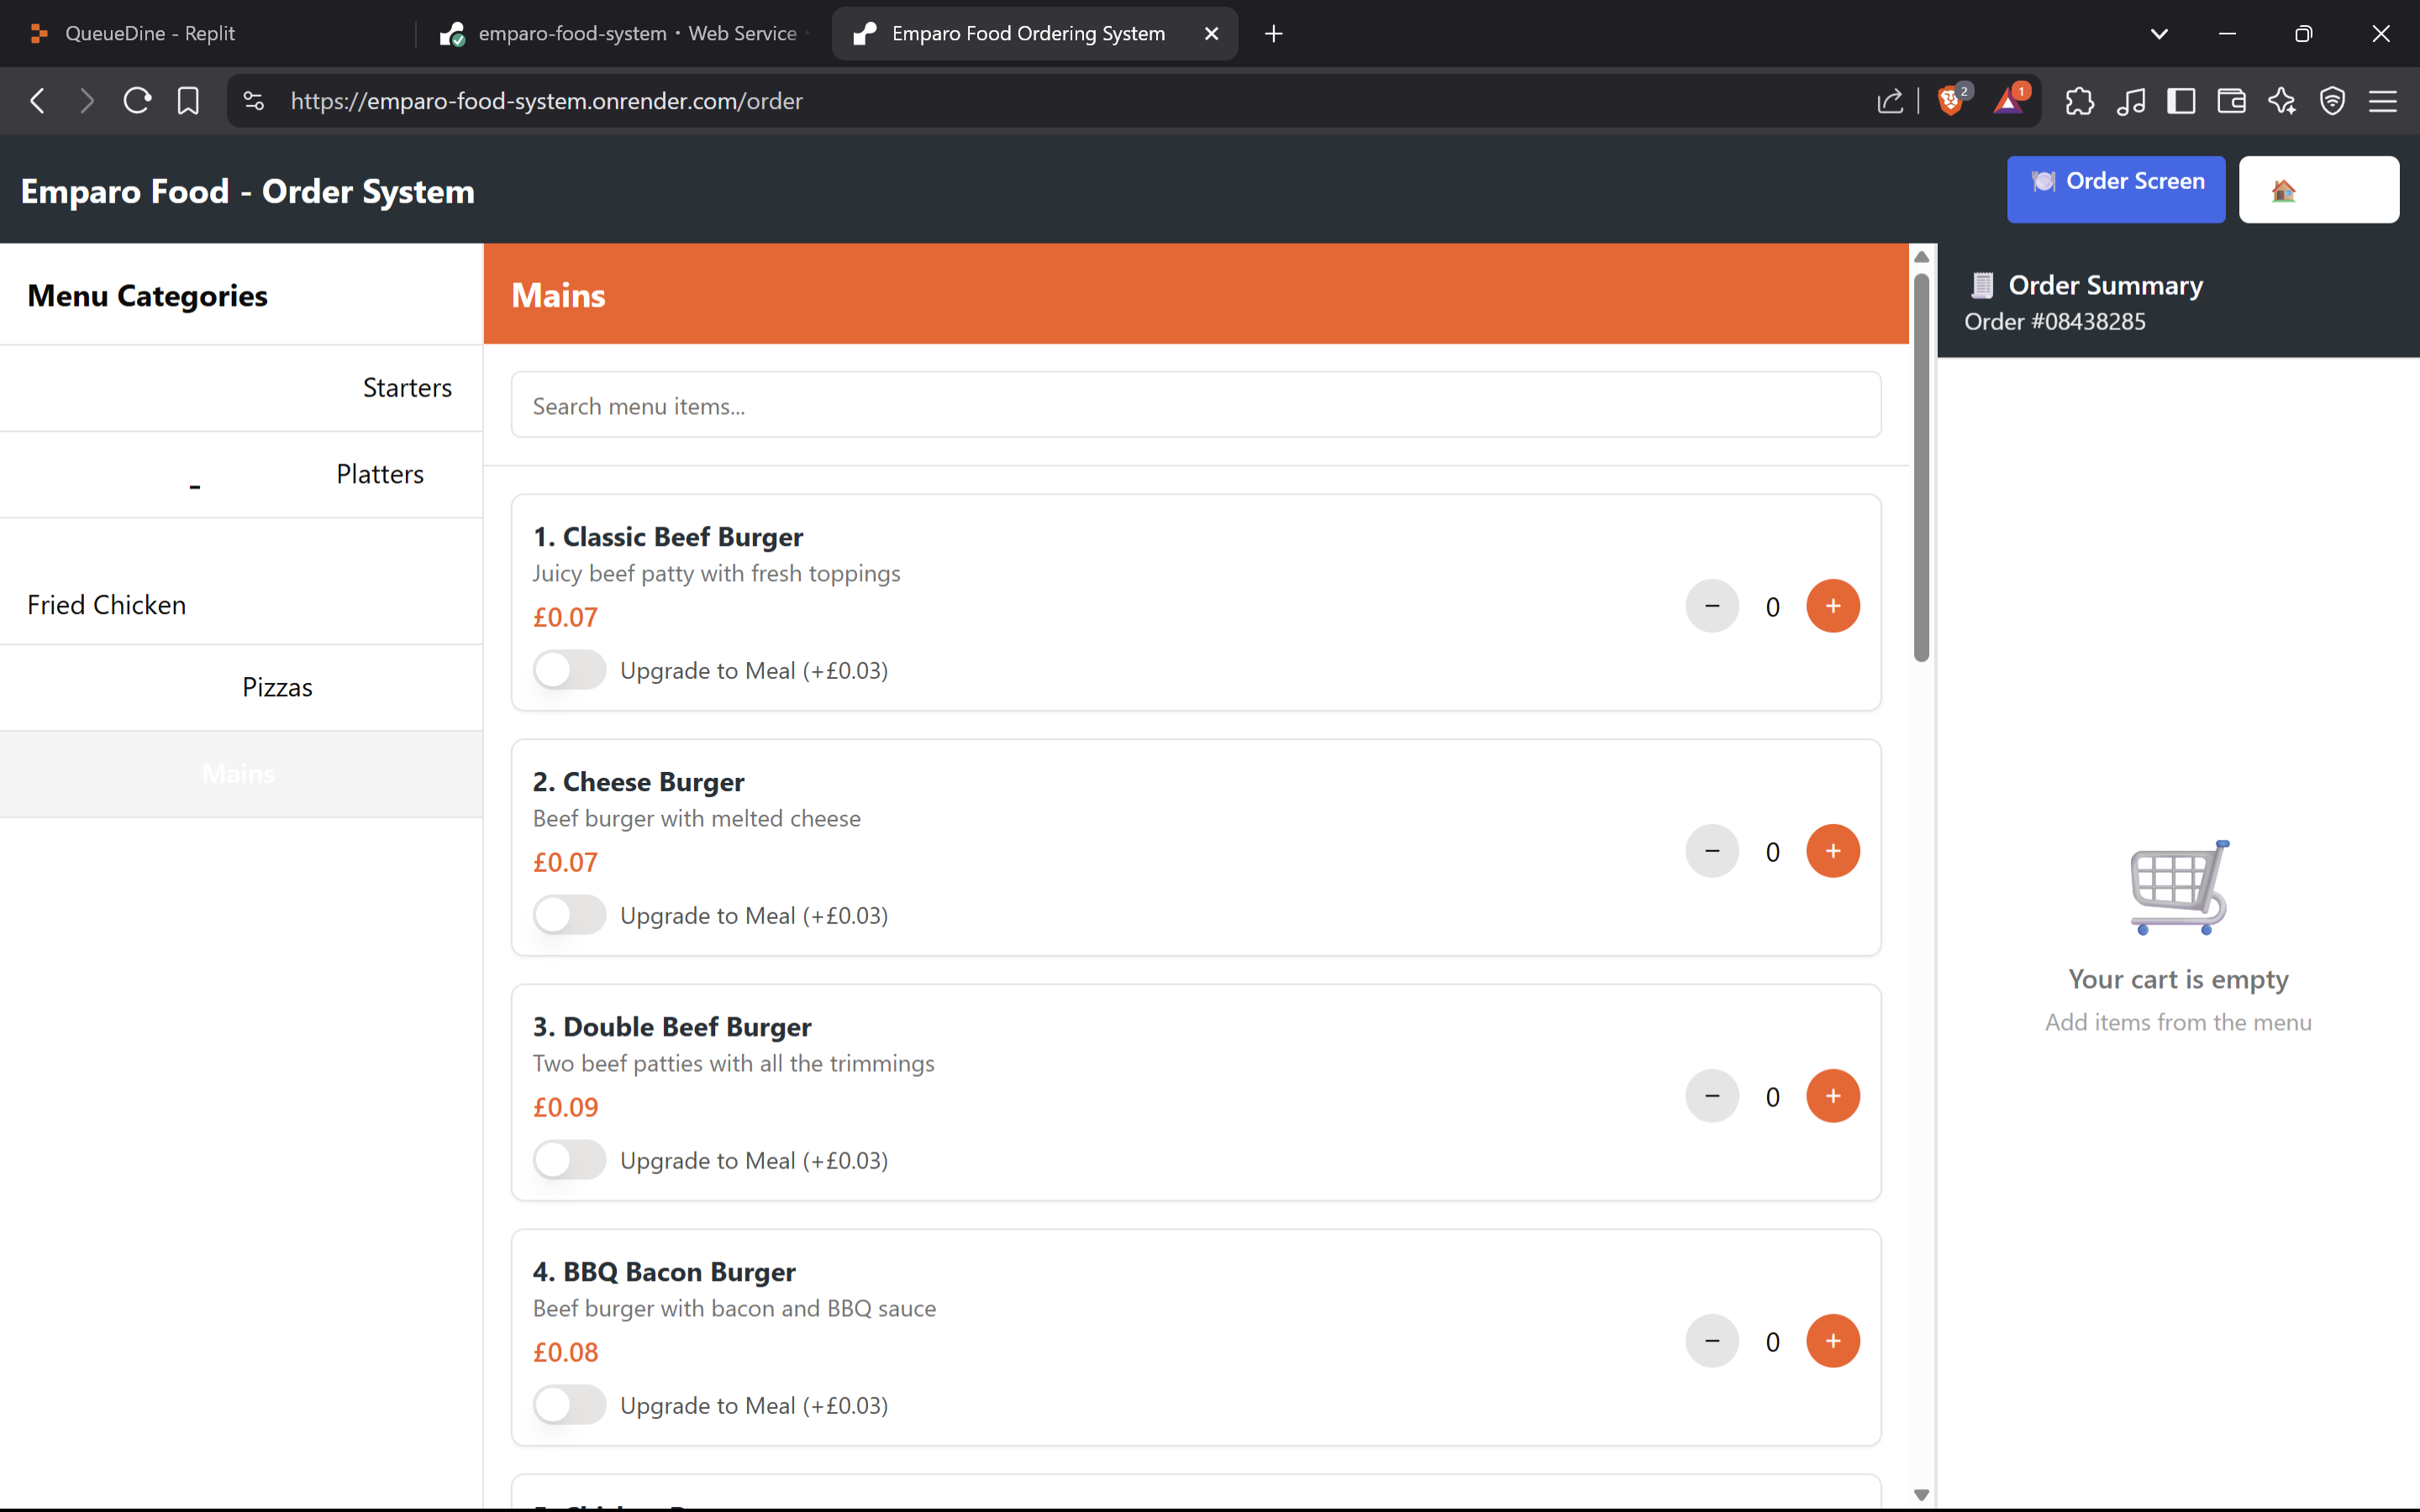 QueueDine - Replit
emparo-food-system • Web Service
Emparo Food Ordering System
https://emparo-food-system.onrender.com/order
2
1
Emparo Food - Order System
Order Screen
Menu Categories
Starters
Platters
-
Fried Chicken
Pizzas
Mains
Mains
Search menu items...
1. Classic Beef Burger
Juicy beef patty with fresh toppings
£0.07
Upgrade to Meal (+£0.03)
− 0 +
2. Cheese Burger
Beef burger with melted cheese
£0.07
Upgrade to Meal (+£0.03)
− 0 +
3. Double Beef Burger
Two beef patties with all the trimmings
£0.09
Upgrade to Meal (+£0.03)
− 0 +
4. BBQ Bacon Burger
Beef burger with bacon and BBQ sauce
£0.08
Upgrade to Meal (+£0.03)
− 0 +
Order Summary
Order #08438285
Your cart is empty
Add items from the menu